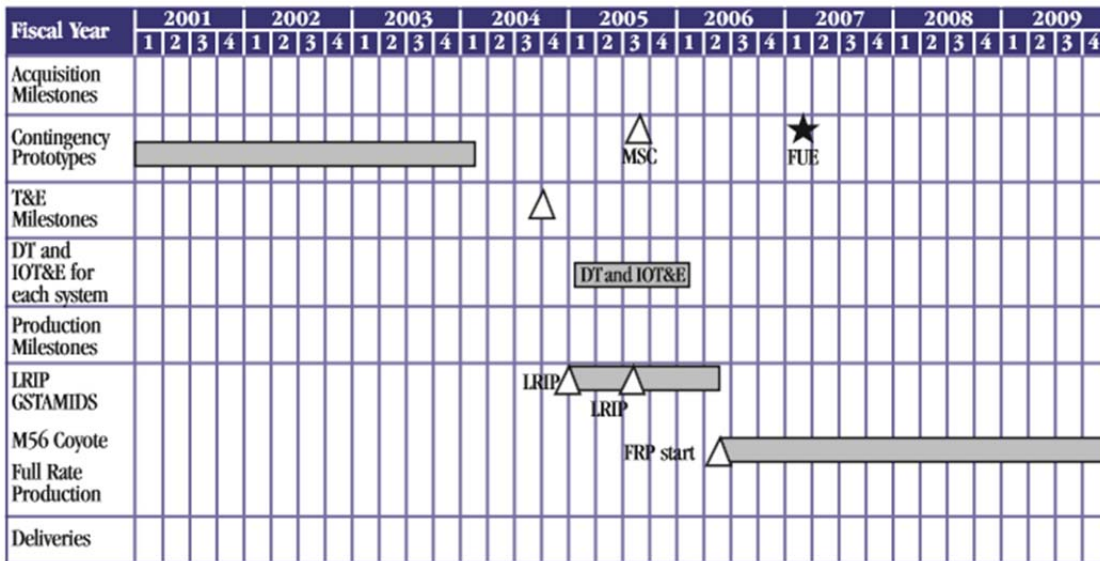 Fiscal Year
2001 2002 2003 2004 2005 2006 2007 2008 2009
1 2 3 4 1 2 3 4 1 2 3 4 1 2 3 4 1 2 3 4 1 2 3 4 1 2 3 4 1 2 3 4 1 2 3 4
Acquisition
Milestones
Contingency
Prototypes
MSC
FUE
T&E
Milestones
DT and
IOT&E for
each system
DT and IOT&E
Production
Milestones
LRIP
GSTAMIDS
LRIP
LRIP
M56 Coyote
FRP start
Full Rate
Production
Deliveries